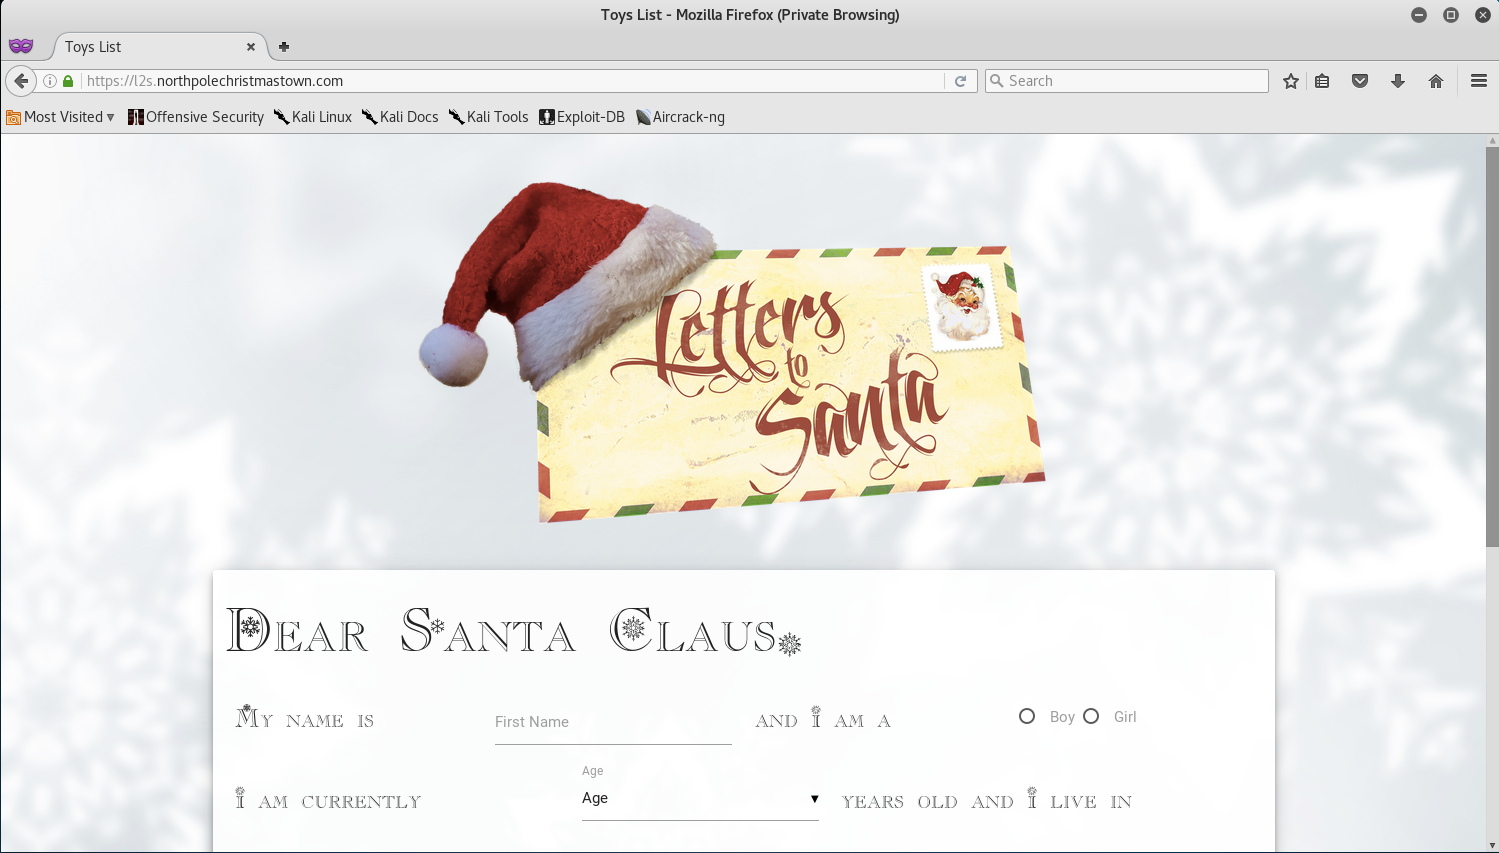 Toys List - Mozilla Firefox (Private Browsing)
Toys List
https://l2s.northpolechristmastown.com
Search
Most Visited
Offensive Security
Kali Linux
Kali Docs
Kali Tools
Exploit-DB
Aircrack-ng
Letters
to
Santa
Dear Santa Claus,
My name is
First Name
and I am a
Boy
Girl
Age
I am currently
Age
years old and I live in